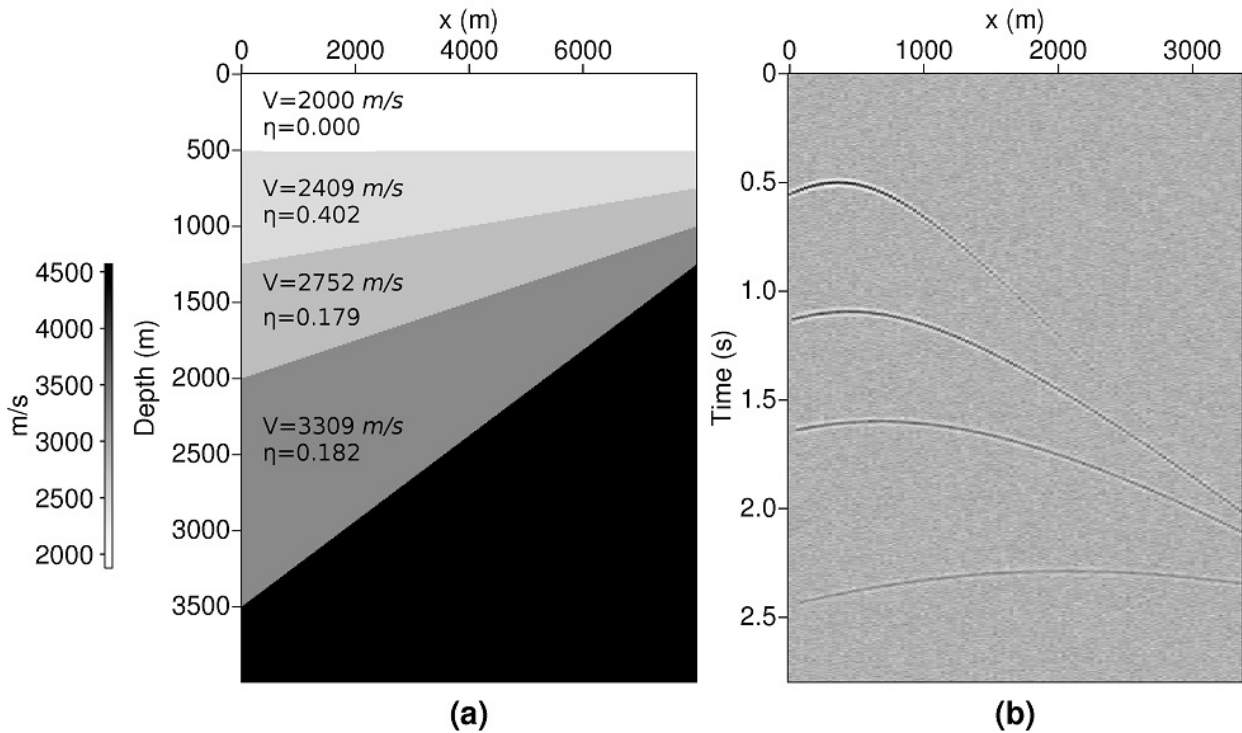 x (m)
0 2000 4000 6000
0
500
1000
1500
2000
2500
3000
3500
Depth (m)
V=2000 m/s
η=0.000
V=2409 m/s
η=0.402
V=2752 m/s
η=0.179
V=3309 m/s
η=0.182
4500
4000
3500
3000
2500
2000
m/s
(a)
x (m)
0 1000 2000 3000
0
0.5
1.0
1.5
2.0
2.5
Time (s)
(b)